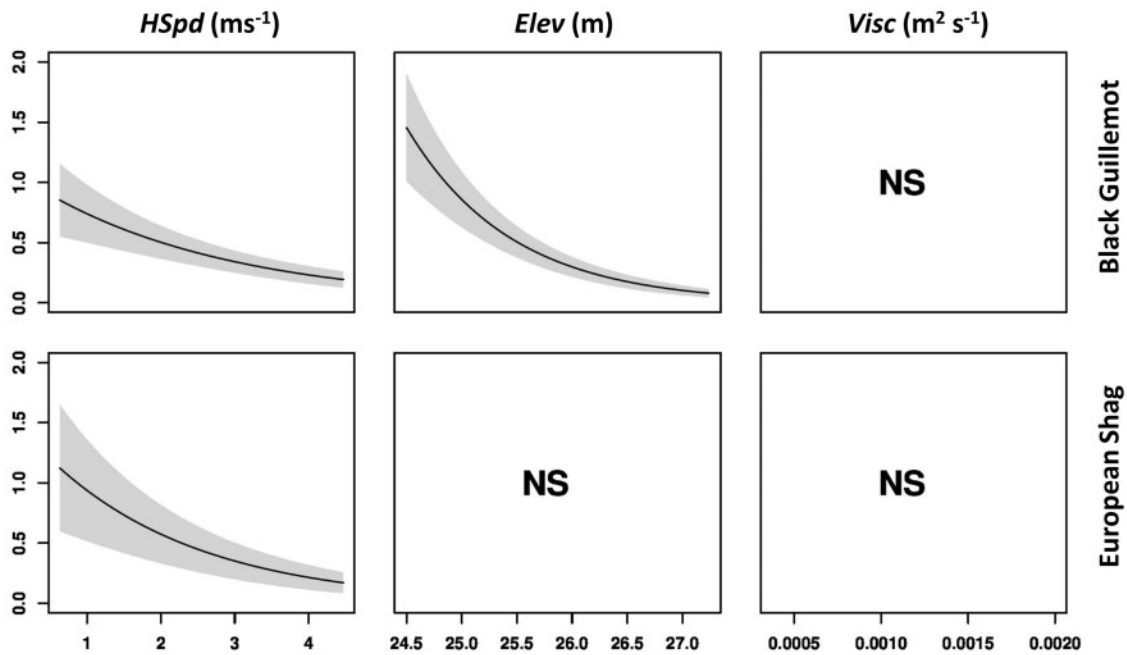 HSpd (ms⁻¹) Elev (m) Visc (m² s⁻¹)
2.0
1.5
1.0
0.5
0.0
NS
Black Guillemot
2.0
1.5
1.0
0.5
0.0
NS NS
European Shag
1 2 3 4 24.5 25.0 25.5 26.0 26.5 27.0 0.0005 0.0010 0.0015 0.0020